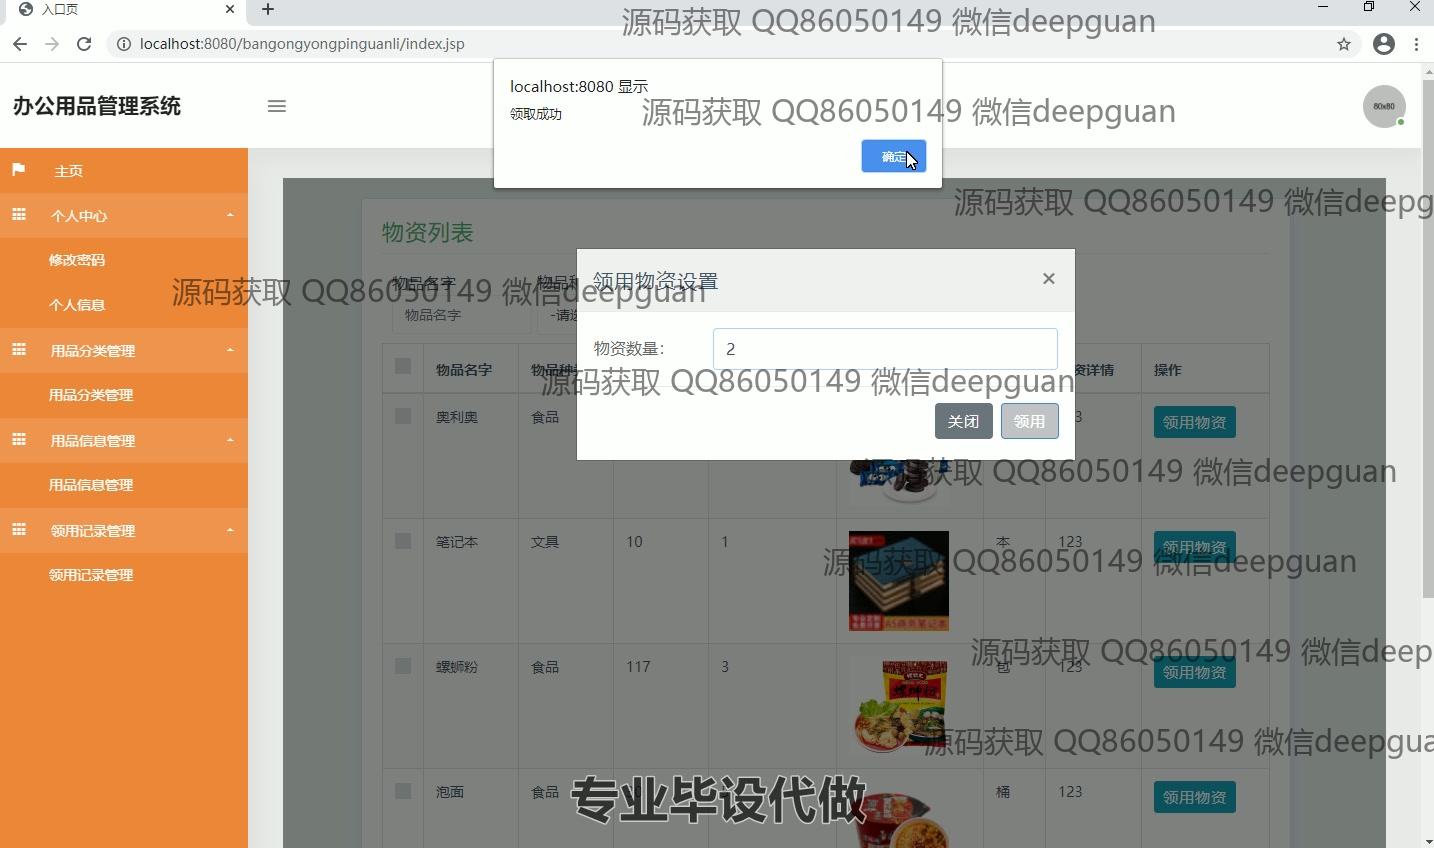 入口页
源码获取 QQ86050149 微信deepguan
localhost:8080/bangongyongpinguanli/index.jsp
办公用品管理系统
localhost:8080 显示
领取成功
源码获取 QQ86050149 微信deepguan
确定
80x80
主页
个人中心
修改密码
个人信息
用品分类管理
用品分类管理
用品信息管理
用品信息管理
领用记录管理
领用记录管理
源码获取 QQ86050149 微信deepg
物资列表
领用物资设置
物品名字
源码获取 QQ86050149 微信deepguan
物品名字
-请选
物资数量：
2
源码获取 QQ86050149 微信deepguan
物品名字 物品种类 资详情 操作
关闭 领用
奥利奥 食品 3 领用物资
源码获取 QQ86050149 微信deepguan
笔记本 文具 10 1 本 123 领用物资
源码获取 QQ86050149 微信deepguan
A5商务笔记本
螺蛳粉 食品 117 3 包 123 领用物资
源码获取 QQ86050149 微信deep
螺蛳粉
源码获取 QQ86050149 微信deepgua
泡面 食品 桶 123 领用物资
专业毕设代做